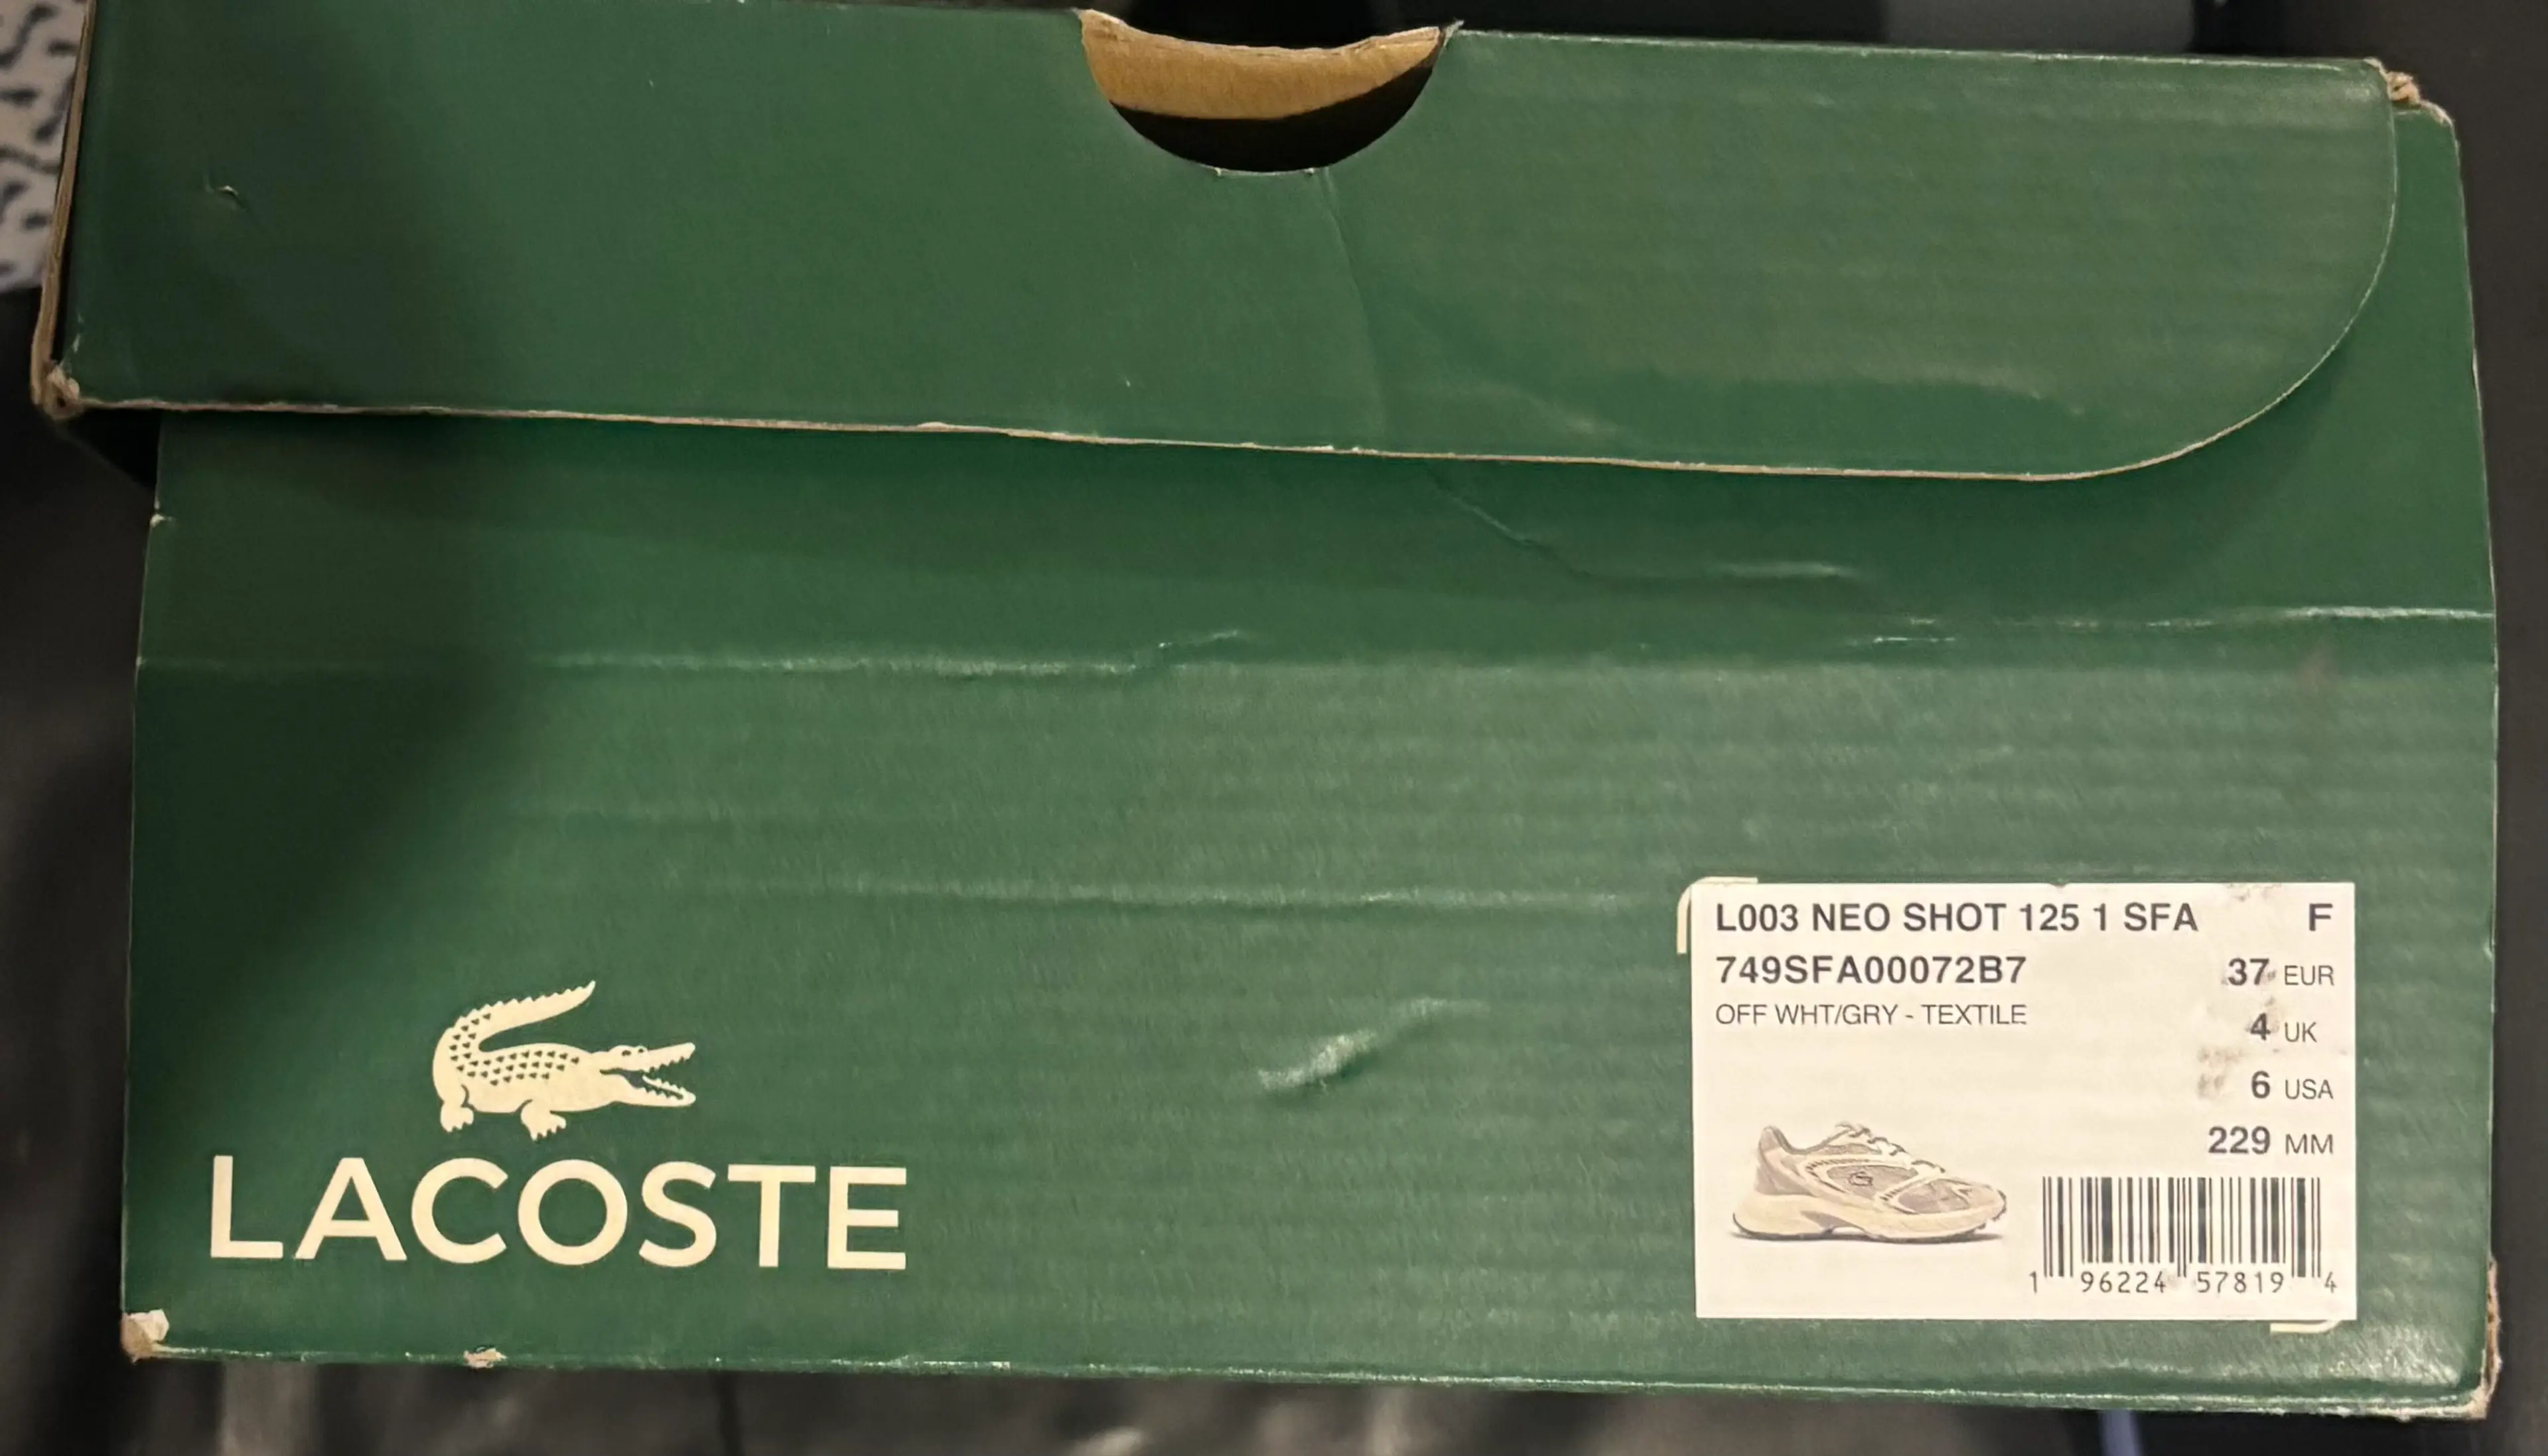 LACOSTE
L003 NEO SHOT 125 1 SFA F
749SFA00072B7 37 EUR
OFF WHT/GRY - TEXTILE
4 UK
6 USA
229 MM
1 96224 57819 4